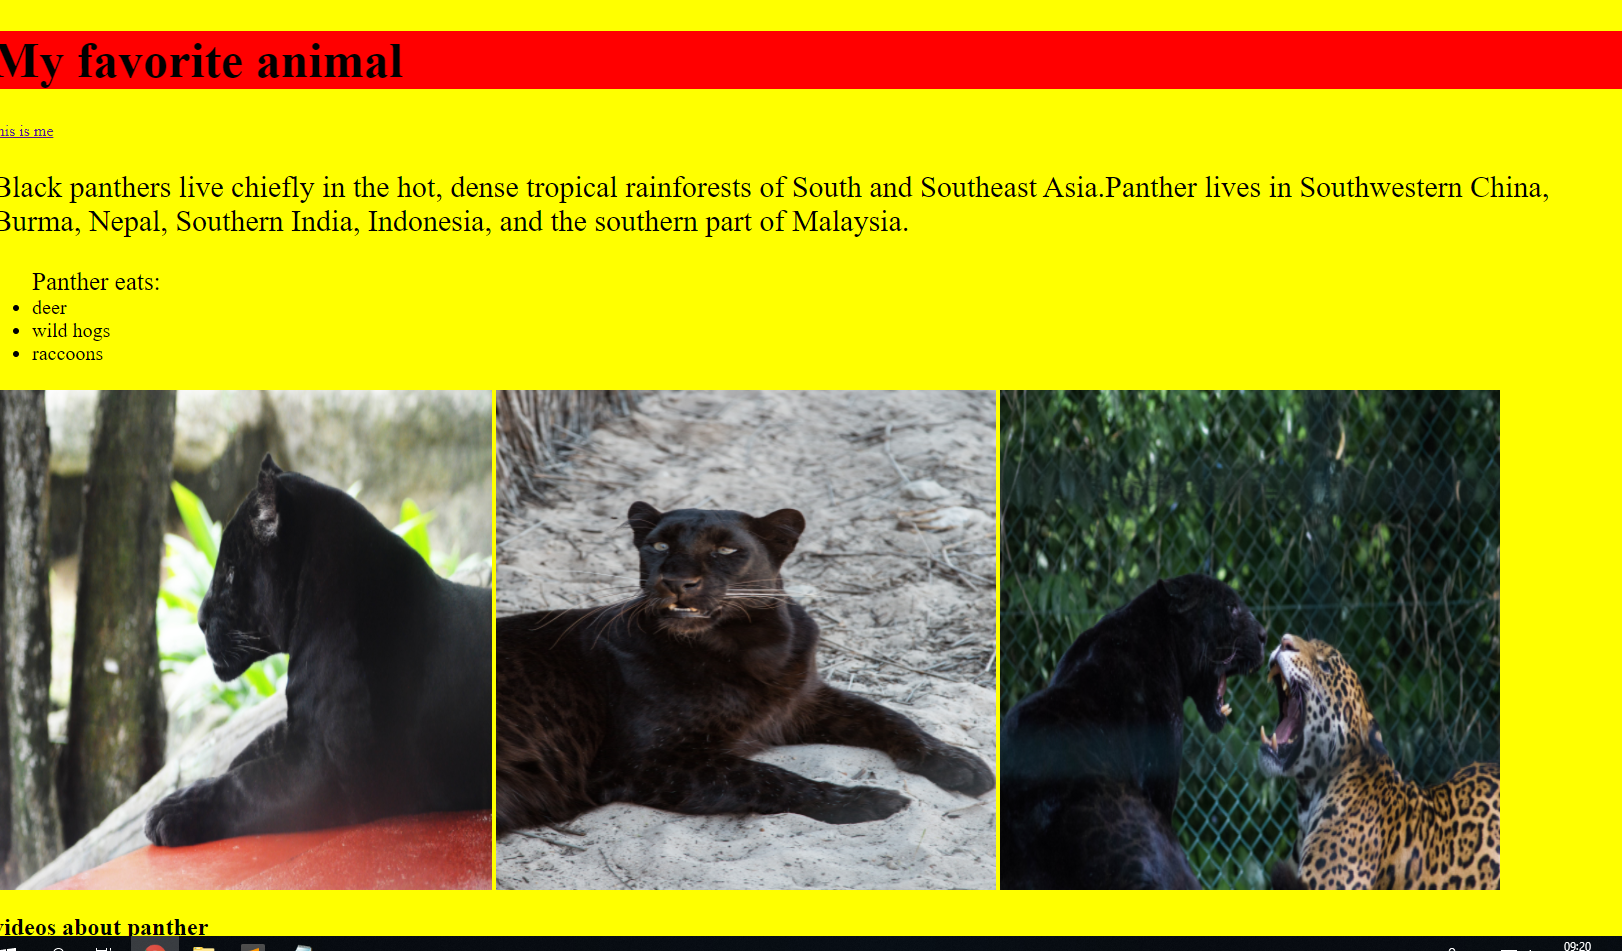 My favorite animal
his is me
Black panthers live chiefly in the hot, dense tropical rainforests of South and Southeast Asia.Panther lives in Southwestern China,
Burma, Nepal, Southern India, Indonesia, and the southern part of Malaysia.
Panther eats:
deer
wild hogs
raccoons
videos about panther
09:20